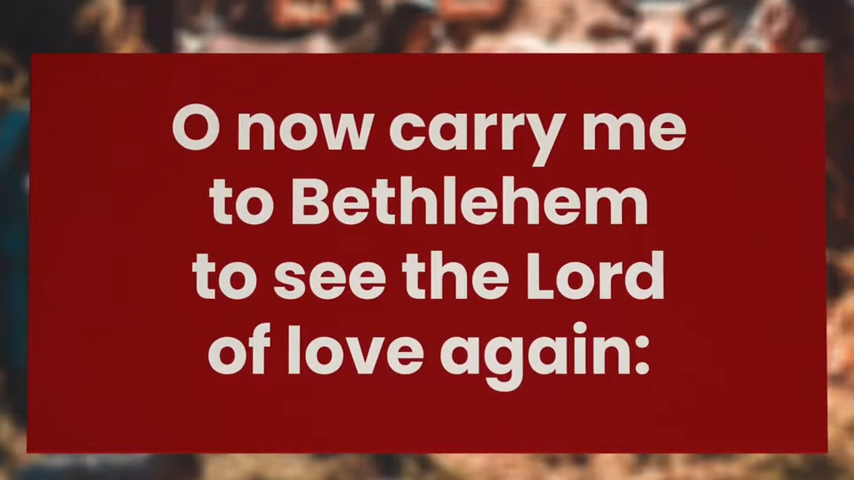 O now carry me
to Bethlehem
to see the Lord
of love again: